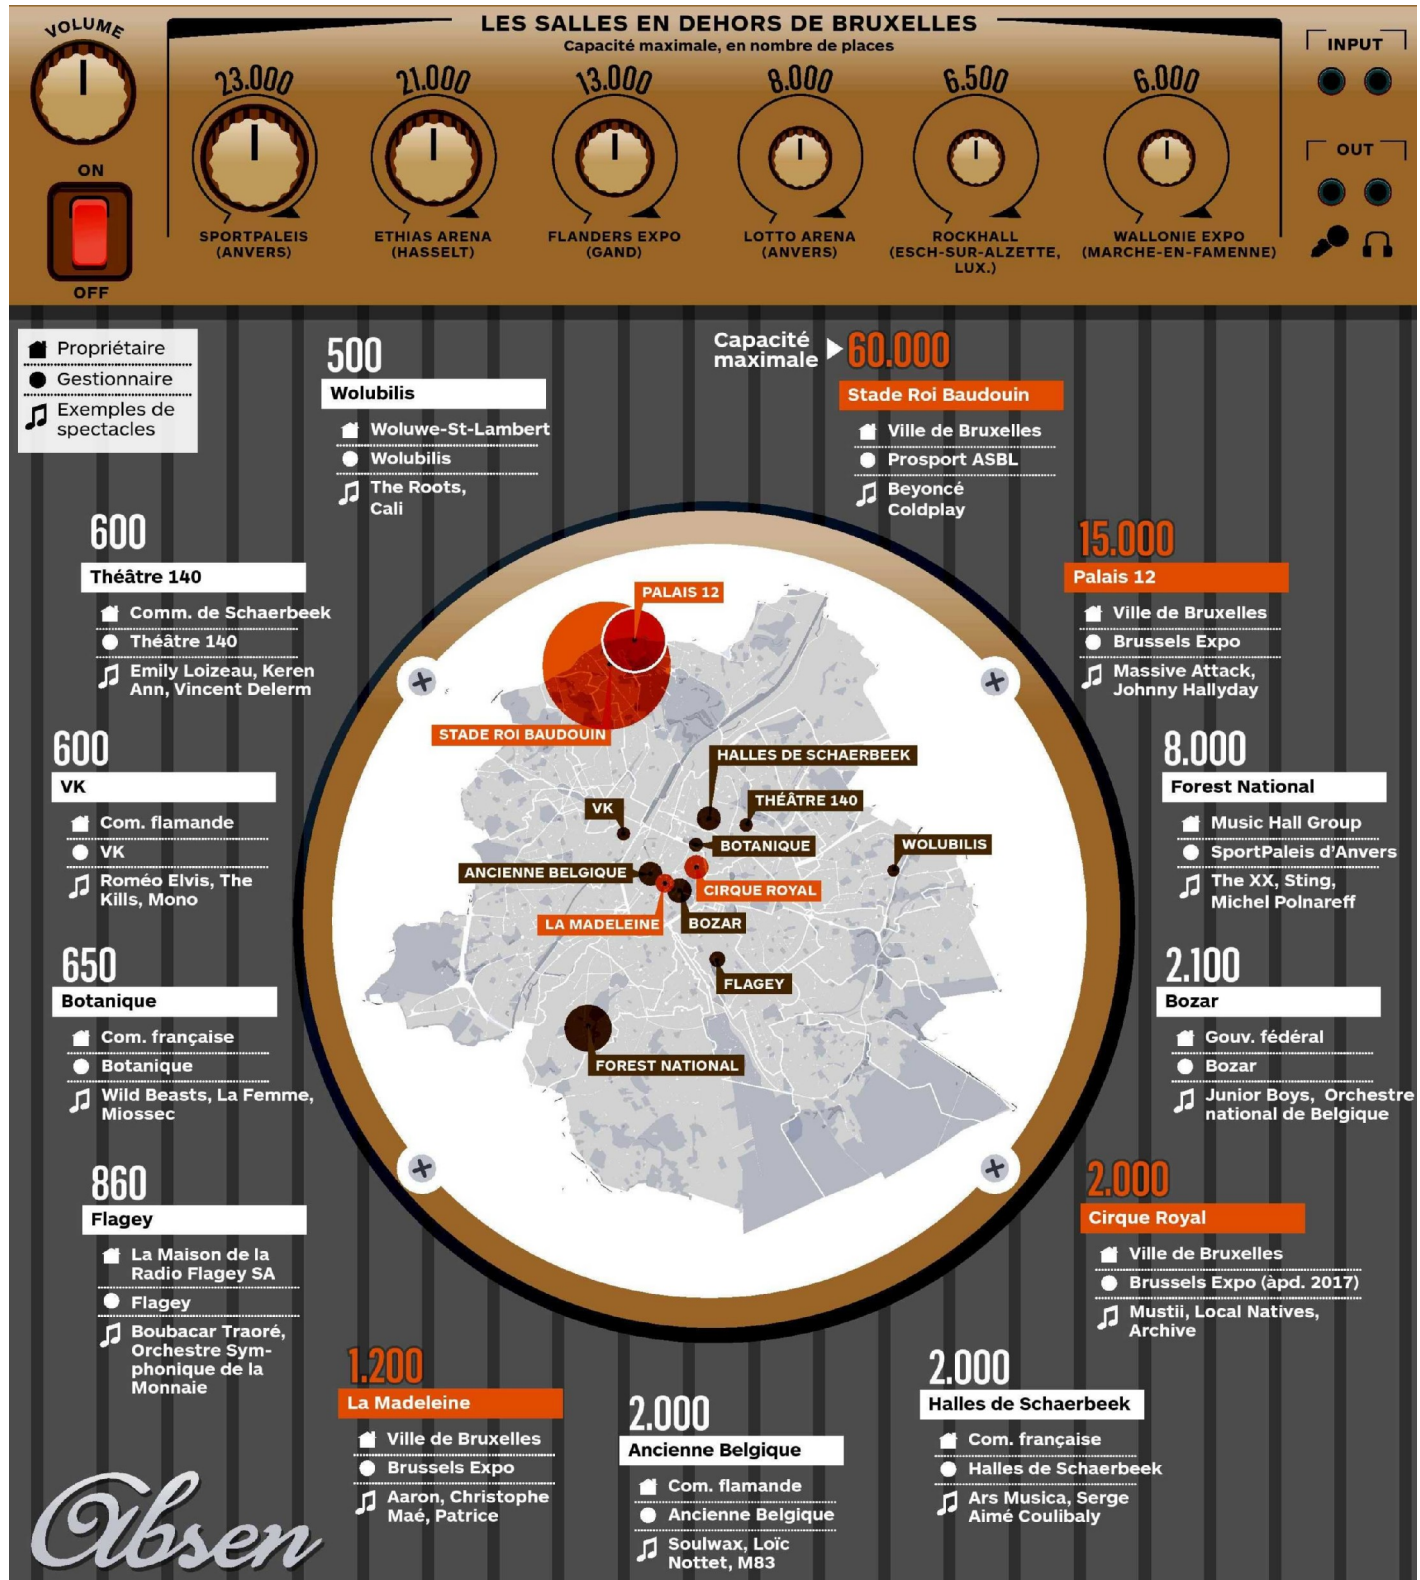 LES SALLES EN DEHORS DE BRUXELLES
Capacité maximale, en nombre de places
VOLUME
ON
OFF
23.000
SPORTPALEIS
(ANVERS)
21.000
ETHIAS ARENA
(HASSELT)
13.000
FLANDERS EXPO
(GAND)
8.000
LOTTO ARENA
(ANVERS)
6.500
ROCKHALL
(ESCH-SUR-ALZETTE,
LUX.)
6.000
WALLONIE EXPO
(MARCHE-EN-FAMENNE)
INPUT
OUT
Propriétaire
Gestionnaire
Exemples de
spectacles
500
Wolubilis
Woluwe-St-Lambert
Wolubilis
The Roots,
Cali
Capacité
maximale
60.000
Stade Roi Baudouin
Ville de Bruxelles
Prosport ASBL
Beyoncé
Coldplay
600
Théâtre 140
Comm. de Schaerbeek
Théâtre 140
Emily Loizeau, Keren
Ann, Vincent Delerm
15.000
Palais 12
Ville de Bruxelles
Brussels Expo
Massive Attack,
Johnny Hallyday
600
VK
Com. flamande
VK
Roméo Elvis, The
Kills, Mono
8.000
Forest National
Music Hall Group
SportPaleis d'Anvers
The XX, Sting,
Michel Polnareff
650
Botanique
Com. française
Botanique
Wild Beasts, La Femme,
Miossec
2.100
Bozar
Gouv. fédéral
Bozar
Junior Boys, Orchestre
national de Belgique
860
Flagey
La Maison de la
Radio Flagey SA
Flagey
Boubacar Traoré,
Orchestre Sym-
phonique de la
Monnaie
2.000
Cirque Royal
Ville de Bruxelles
Brussels Expo (àpd. 2017)
Mustii, Local Natives,
Archive
1.200
La Madeleine
Ville de Bruxelles
Brussels Expo
Aaron, Christophe
Maé, Patrice
2.000
Ancienne Belgique
Com. flamande
Ancienne Belgique
Soulwax, Loïc
Nottet, M83
2.000
Halles de Schaerbeek
Com. française
Halles de Schaerbeek
Ars Musica, Serge
Aimé Coulibaly
PALAIS 12
STADE ROI BAUDOUIN
HALLES DE SCHAERBEEK
THÉÂTRE 140
VK
BOTANIQUE
WOLUBILIS
ANCIENNE BELGIQUE
CIRQUE ROYAL
LA MADELEINE
BOZAR
FLAGEY
FOREST NATIONAL
Absen